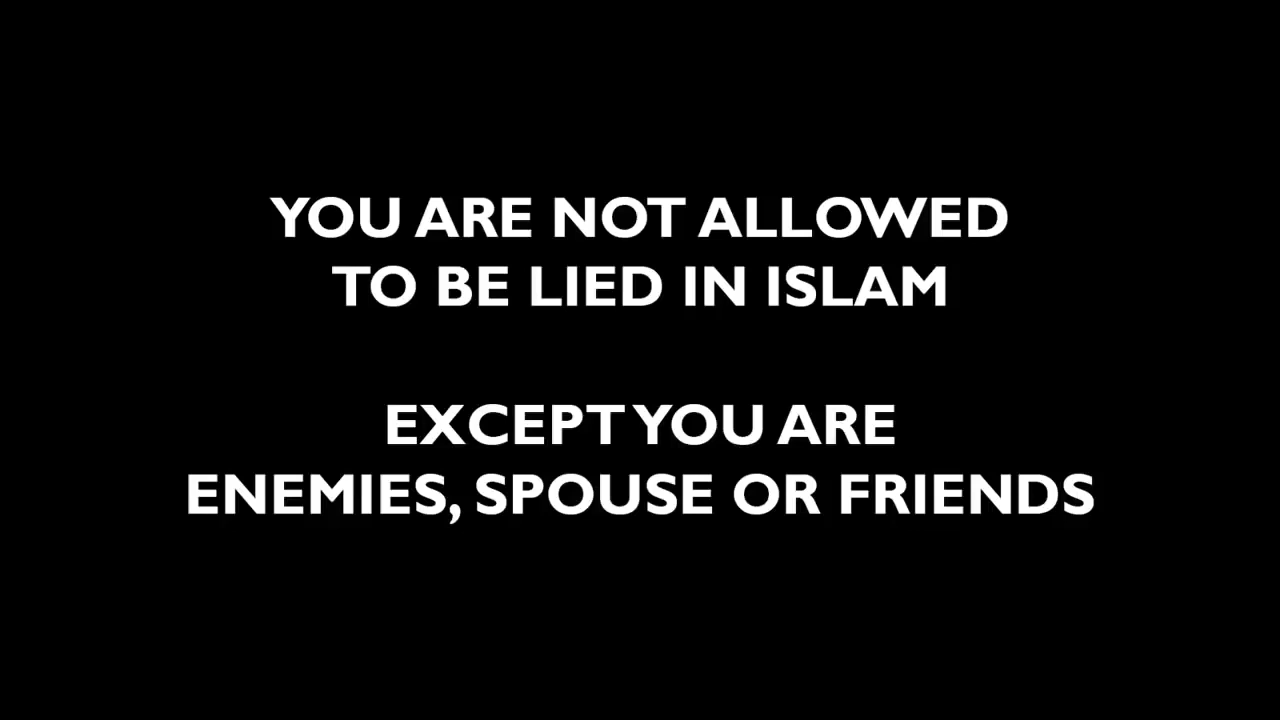 YOU ARE NOT ALLOWED
TO BE LIED IN ISLAM
EXCEPT YOU ARE
ENEMIES, SPOUSE OR FRIENDS